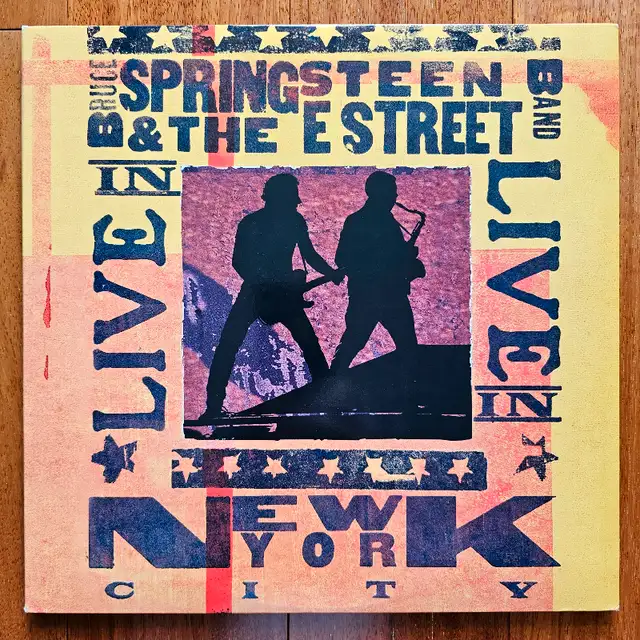 BRUCE
SPRINGSTEEN
& THE E STREET
BAND
LIVE IN
LIVE IN
NEW YORK
CITY